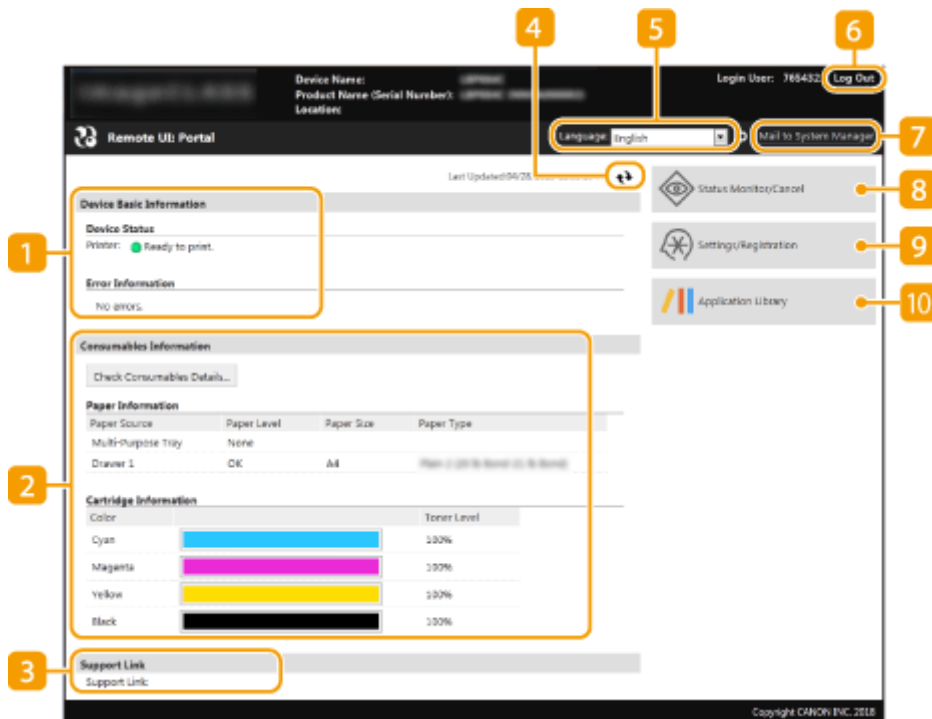 4
5
6
Device Name:
Login User: 765432
Log Out
Product Name (Serial Number):
Location:
Remote UI: Portal
Language: English
Mail to System Manager
7
Last Updated:04/28,
Status Monitor/Cancel
8
Device Basic Information
Device Status
1
Printer: Ready to print.
Settings/Registration
9
Error Information
No errors.
Application Library
10
Consumables Information
Check Consumables Details...
Paper Information
Paper Source Paper Level Paper Size Paper Type
Multi-Purpose Tray None
Drawer 1 OK A4
2
Cartridge Information
Color Toner Level
Cyan 100%
Magenta 100%
Yellow 100%
Black 100%
3
Support Link
Support Link:
Copyright CANON INC. 2018